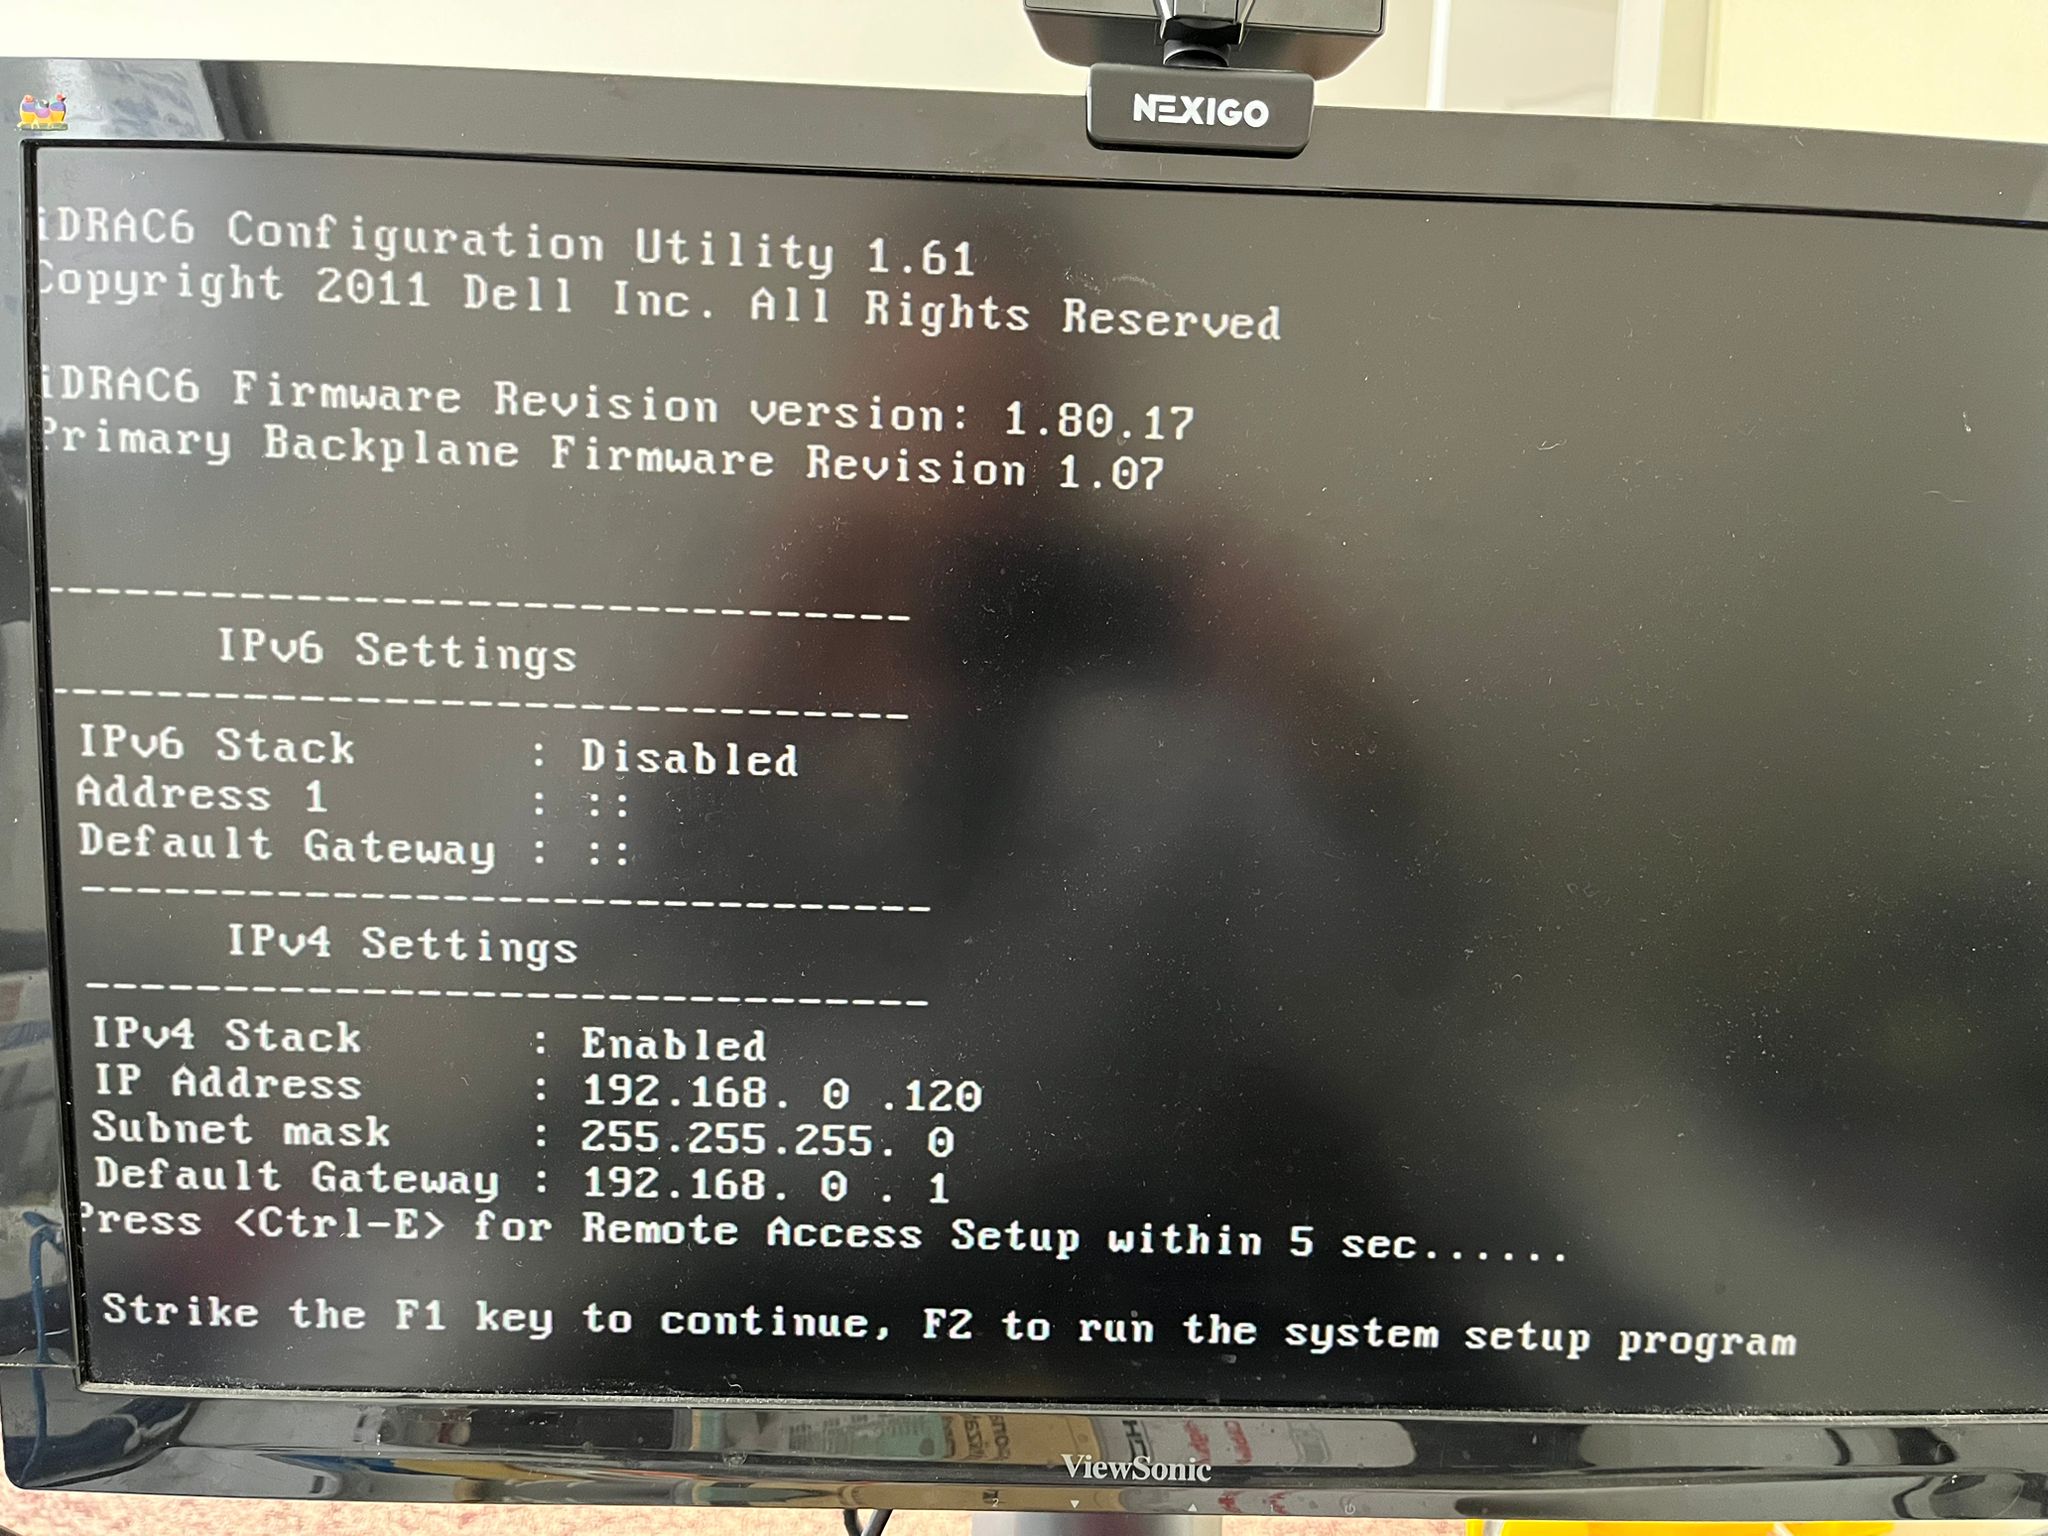 NEXIGO
iDRAC6 Configuration Utility 1.61
Copyright 2011 Dell Inc. All Rights Reserved
iDRAC6 Firmware Revision version: 1.80.17
Primary Backplane Firmware Revision 1.07
--------------------------------
IPv6 Settings
--------------------------------
IPv6 Stack : Disabled
Address 1 : ::
Default Gateway : ::
--------------------------------
IPv4 Settings
--------------------------------
IPv4 Stack : Enabled
IP Address : 192.168. 0 .120
Subnet mask : 255.255.255. 0
Default Gateway : 192.168. 0 . 1
Press <Ctrl-E> for Remote Access Setup within 5 sec......
Strike the F1 key to continue, F2 to run the system setup program
ViewSonic